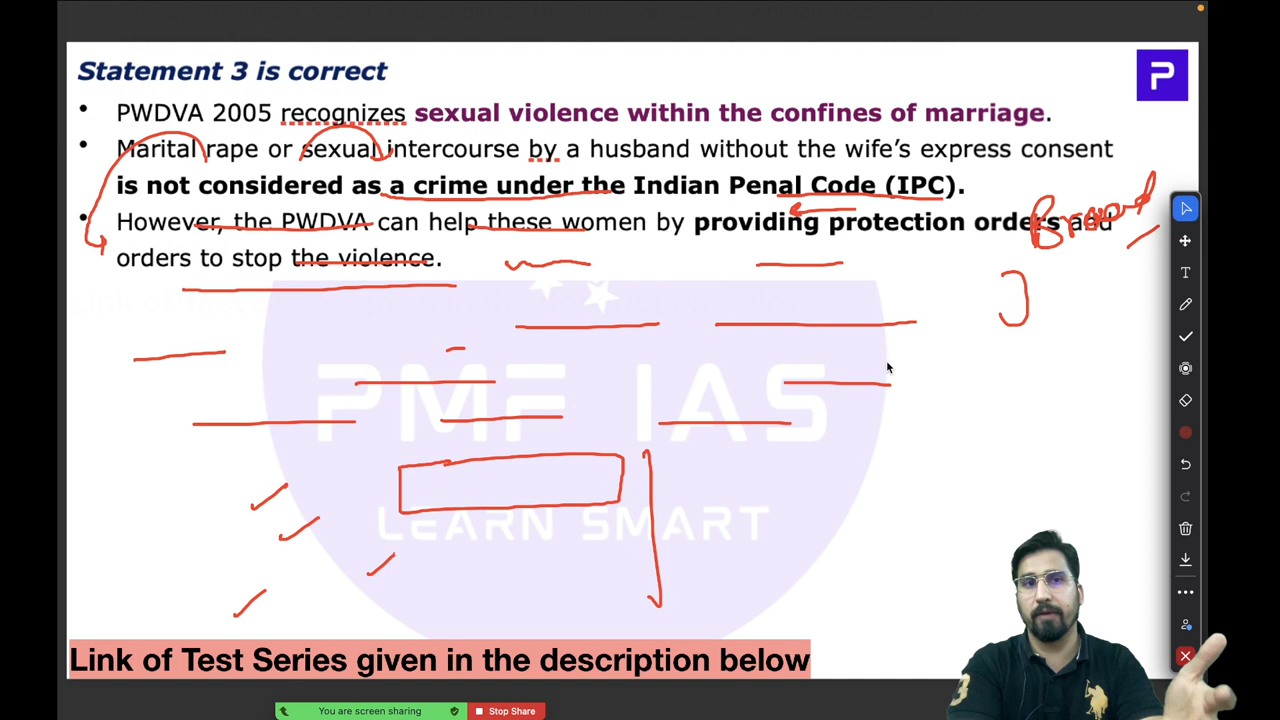 Statement 3 is correct
P
• PWDVA 2005 recognizes sexual violence within the confines of marriage.
• Marital rape or sexual intercourse by a husband without the wife's express consent
is not considered as a crime under the Indian Penal Code (IPC).
Broad
• However, the PWDVA can help these women by providing protection orders and
orders to stop the violence.
PMF IAS
LEARN SMART
Link of Test Series given in the description below
You are screen sharing
Stop Share